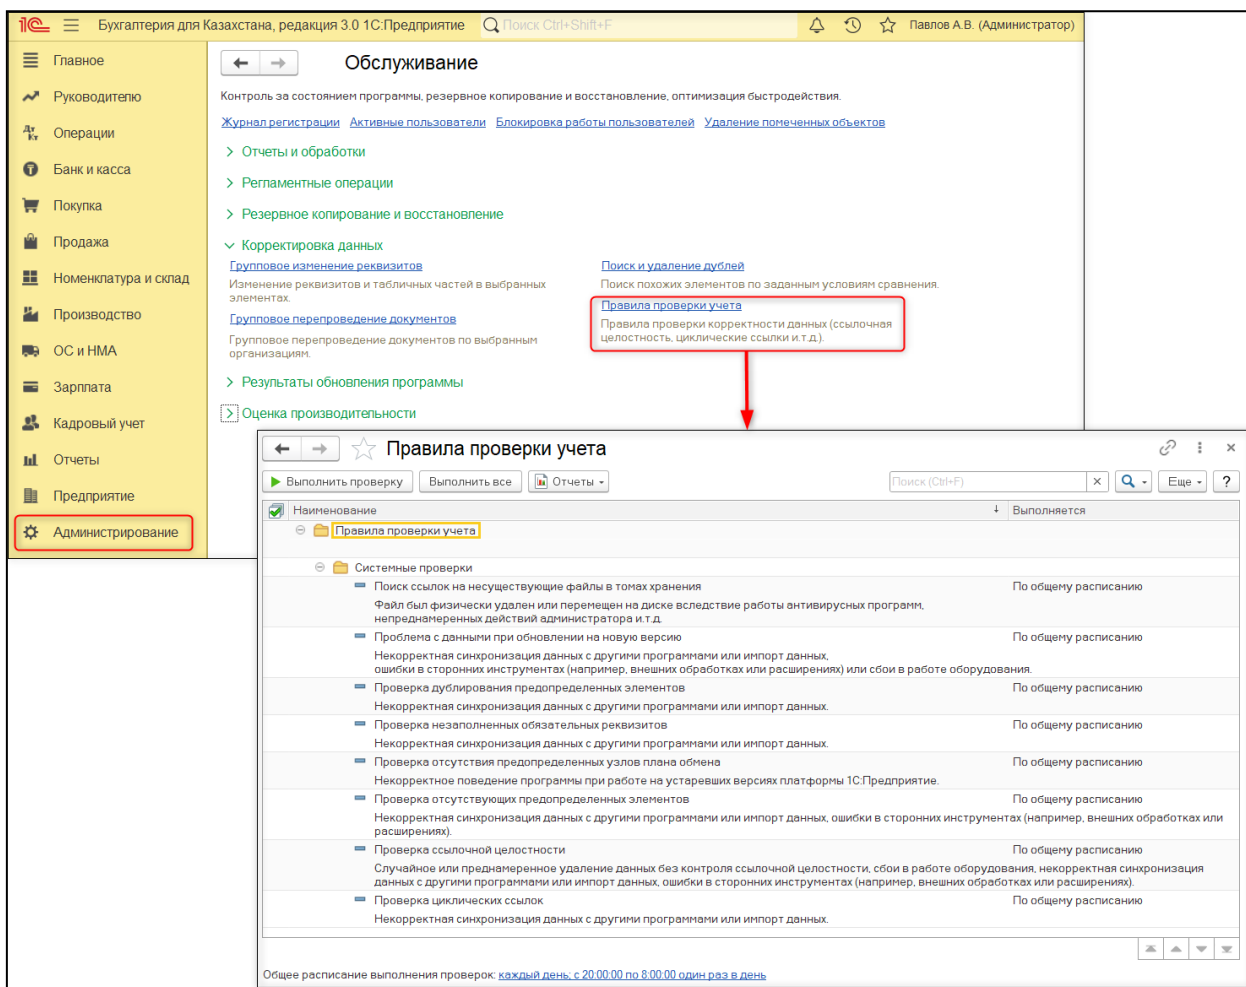 1С Бухгалтерия для Казахстана, редакция 3.0 1С:Предприятие Поиск Ctrl+Shift+F Павлов А.В. (Администратор)
Главное
Руководителю
Дт Кт Операции
Банк и касса
Покупка
Продажа
Номенклатура и склад
Производство
ОС и НМА
Зарплата
Кадровый учет
Отчеты
Предприятие
Администрирование
Обслуживание
Контроль за состоянием программы, резервное копирование и восстановление, оптимизация быстродействия.
Журнал регистрации Активные пользователи Блокировка работы пользователей Удаление помеченных объектов
Отчеты и обработки
Регламентные операции
Резервное копирование и восстановление
Корректировка данных
Групповое изменение реквизитов
Изменение реквизитов и табличных частей в выбранных
элементах.
Групповое перепроведение документов
Групповое перепроведение документов по выбранным
организациям.
Поиск и удаление дублей
Поиск похожих элементов по заданным условиям сравнения.
Правила проверки учета
Правила проверки корректности данных (ссылочная
целостность, циклические ссылки и.т.д.).
Результаты обновления программы
Оценка производительности
Правила проверки учета
Выполнить проверку Выполнить все Отчеты Поиск (Ctrl+F) × Еще ?
Наименование ↓ Выполняется
Правила проверки учета
Системные проверки
Поиск ссылок на несуществующие файлы в томах хранения По общему расписанию
Файл был физически удален или перемещен на диске вследствие работы антивирусных программ,
непреднамеренных действий администратора и.т.д.
Проблема с данными при обновлении на новую версию По общему расписанию
Некорректная синхронизация данных с другими программами или импорт данных,
ошибки в сторонних инструментах (например, внешних обработках или расширениях) или сбои в работе оборудования.
Проверка дублирования предопределенных элементов По общему расписанию
Некорректная синхронизация данных с другими программами или импорт данных.
Проверка незаполненных обязательных реквизитов По общему расписанию
Некорректная синхронизация данных с другими программами или импорт данных.
Проверка отсутствия предопределенных узлов плана обмена По общему расписанию
Некорректное поведение программы при работе на устаревших версиях платформы 1С:Предприятие.
Проверка отсутствующих предопределенных элементов По общему расписанию
Некорректная синхронизация данных с другими программами или импорт данных, ошибки в сторонних инструментах (например, внешних обработках или
расширениях).
Проверка ссылочной целостности По общему расписанию
Случайное или преднамеренное удаление данных без контроля ссылочной целостности, сбои в работе оборудования, некорректная синхронизация
данных с другими программами или импорт данных, ошибки в сторонних инструментах (например, внешних обработках или расширениях).
Проверка циклических ссылок По общему расписанию
Некорректная синхронизация данных с другими программами или импорт данных.
Общее расписание выполнения проверок: каждый день; с 20:00:00 по 8:00:00 один раз в день